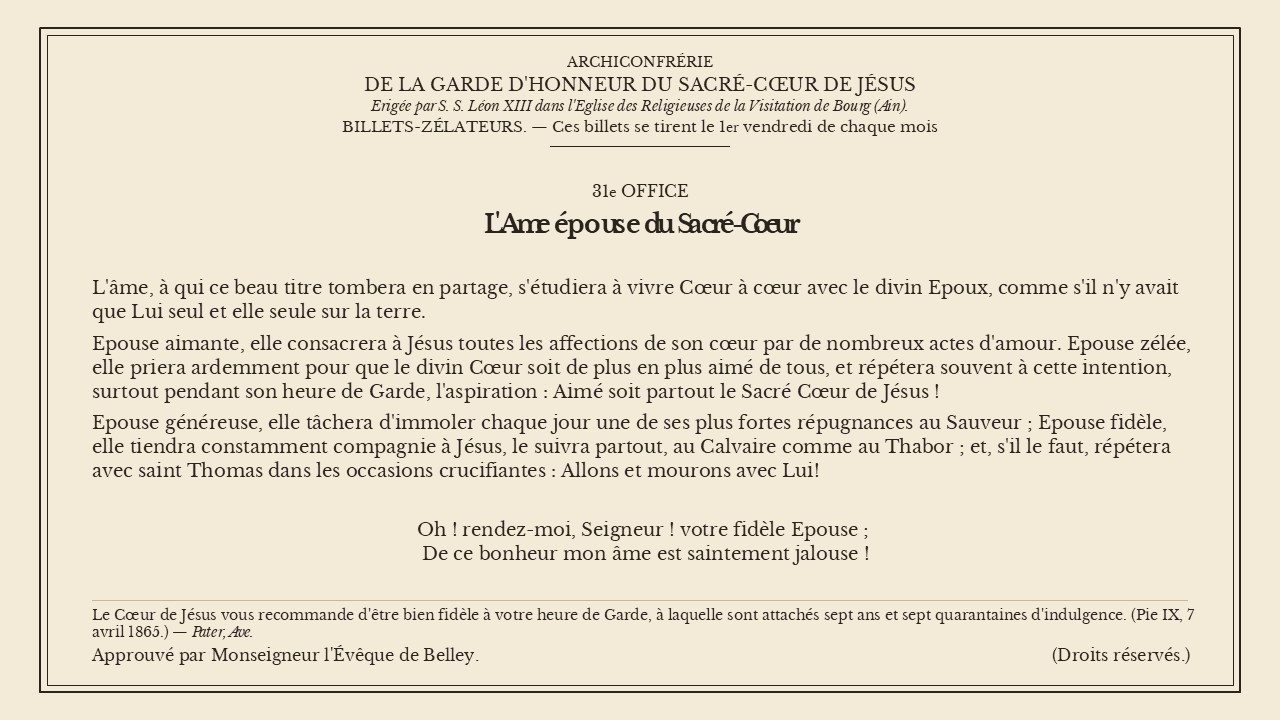 ARCHICONFRÉRIE
DE LA GARDE D'HONNEUR DU SACRÉ-CŒUR DE JÉSUS
Erigée par S. S. Léon XIII dans l'Eglise des Religieuses de la Visitation de Bourg (Ain).
BILLETS-ZÉLATEURS. — Ces billets se tirent le 1er vendredi de chaque mois
31e OFFICE
L'Ame épouse du Sacré-Cœur
L'âme, à qui ce beau titre tombera en partage, s'étudiera à vivre Cœur à cœur avec le divin Epoux, comme s'il n'y avait
que Lui seul et elle seule sur la terre.
Epouse aimante, elle consacrera à Jésus toutes les affections de son cœur par de nombreux actes d'amour. Epouse zélée,
elle priera ardemment pour que le divin Cœur soit de plus en plus aimé de tous, et répétera souvent à cette intention,
surtout pendant son heure de Garde, l'aspiration : Aimé soit partout le Sacré Cœur de Jésus !
Epouse généreuse, elle tâchera d'immoler chaque jour une de ses plus fortes répugnances au Sauveur ; Epouse fidèle,
elle tiendra constamment compagnie à Jésus, le suivra partout, au Calvaire comme au Thabor ; et, s'il le faut, répétera
avec saint Thomas dans les occasions crucifiantes : Allons et mourons avec Lui!
Oh ! rendez-moi, Seigneur ! votre fidèle Epouse ;
De ce bonheur mon âme est saintement jalouse !
Le Cœur de Jésus vous recommande d'être bien fidèle à votre heure de Garde, à laquelle sont attachés sept ans et sept quarantaines d'indulgence. (Pie IX, 7
avril 1865.) — Pater, Ave.
Approuvé par Monseigneur l'Évêque de Belley. (Droits réservés.)